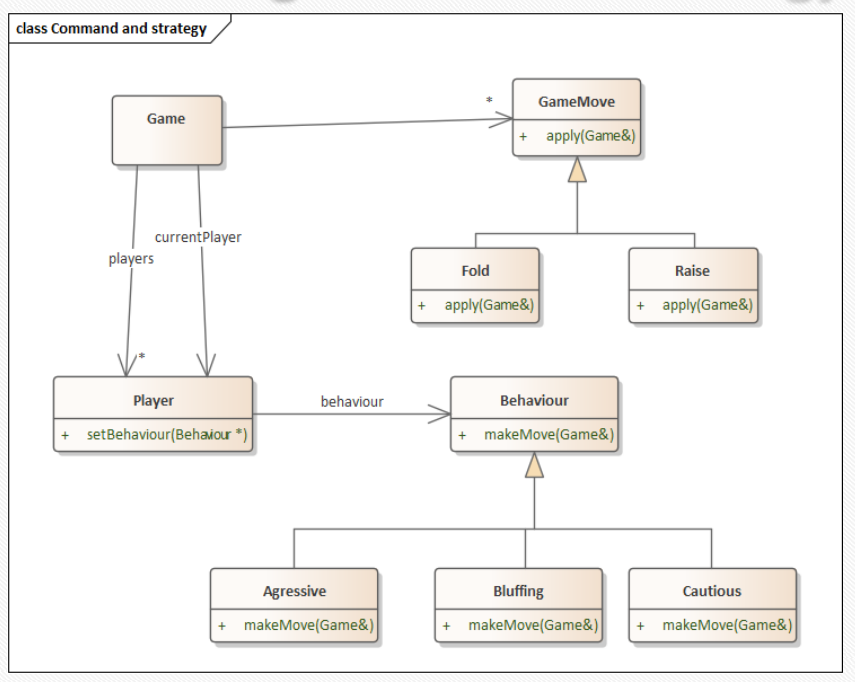 class Command and strategy
Game
*
GameMove
+ apply(Game&)
currentPlayer
players
Fold
+ apply(Game&)
Raise
+ apply(Game&)
*
Player
+ setBehaviour(Behaviour *)
behaviour
Behaviour
+ makeMove(Game&)
Agressive
+ makeMove(Game&)
Bluffing
+ makeMove(Game&)
Cautious
+ makeMove(Game&)